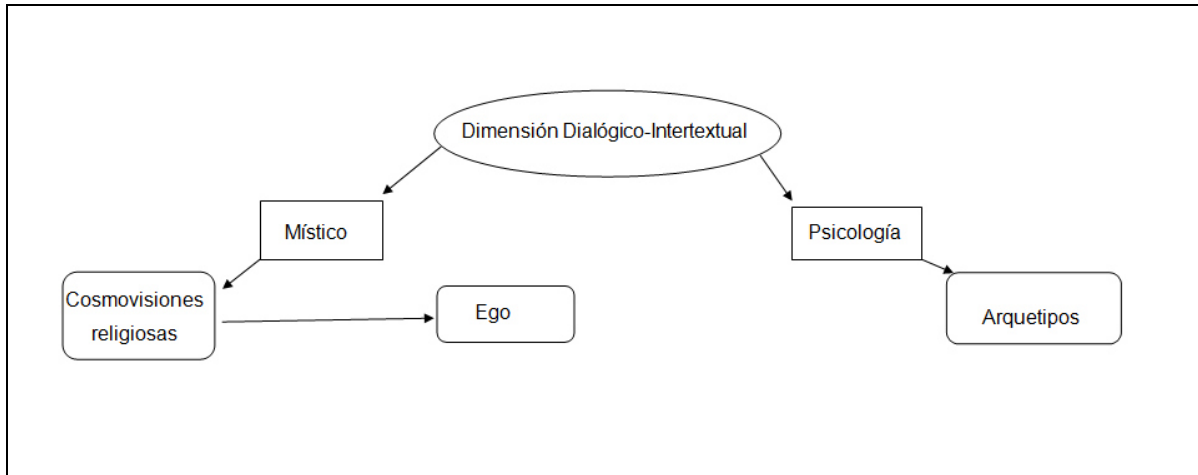 Dimensión Dialógico-Intertextual
Místico
Psicología
Cosmovisiones
religiosas
Ego
Arquetipos